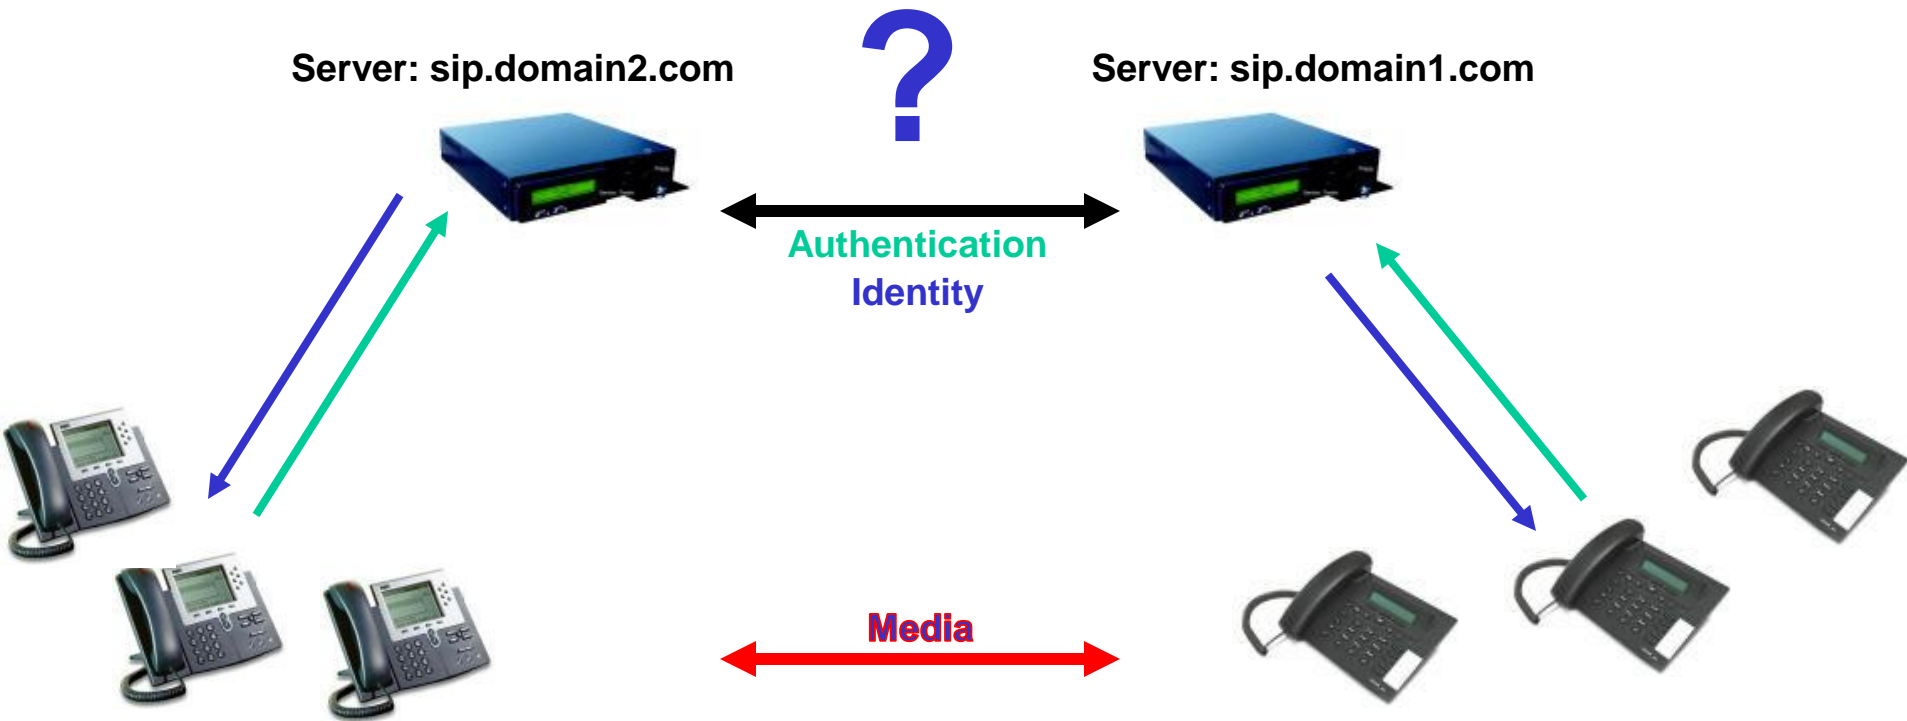 ?
Server: sip.domain2.com
Server: sip.domain1.com
Authentication
Identity
Media